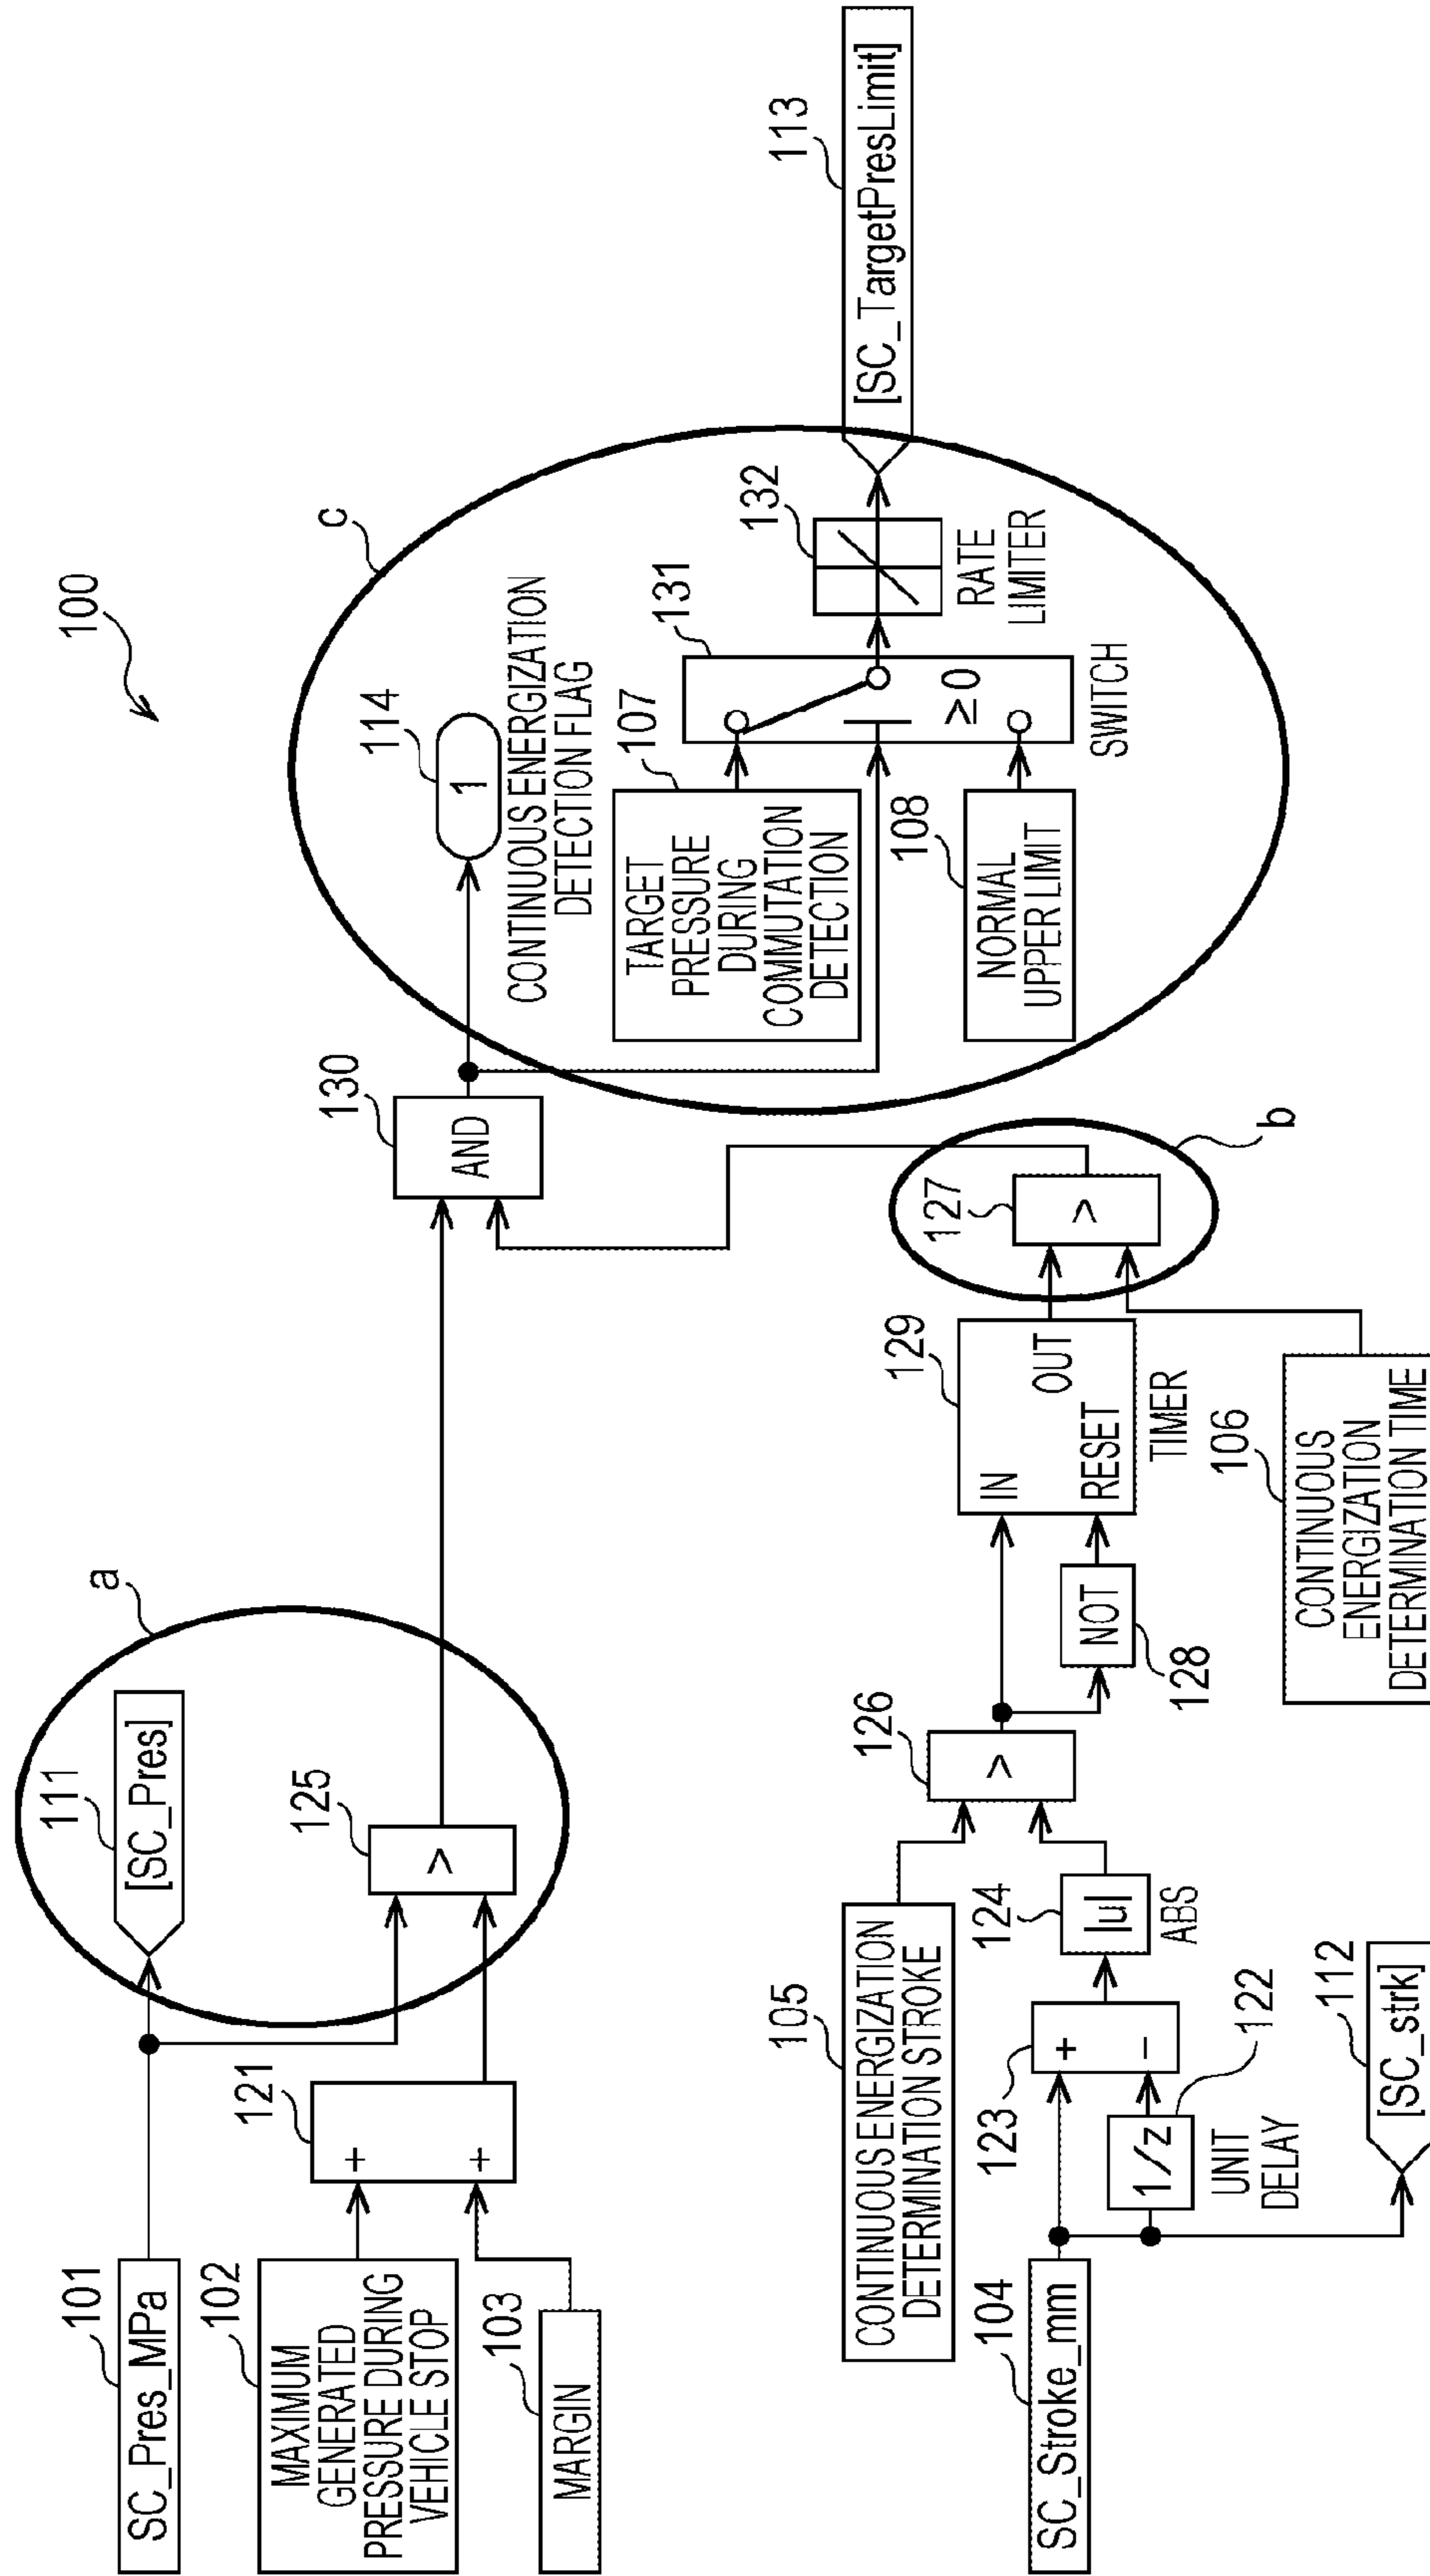 100
101
SC_Pres_MPa
111
[SC_Pres]
a
102
MAXIMUM
GENERATED
PRESSURE DURING
VEHICLE STOP
103
MARGIN
121
+
+
125
>
130
AND
c
114
1
CONTINUOUS ENERGIZATION
DETECTION FLAG
107
TARGET
PRESSURE
DURING
COMMUTATION
DETECTION
108
NORMAL
UPPER LIMIT
131
≥0
SWITCH
132
RATE
LIMITER
113
[SC_TargetPresLimit]
105
CONTINUOUS ENERGIZATION
DETERMINATION STROKE
104
SC_Stroke_mm
123
+
−
1/z
122
UNIT
DELAY
112
[SC_strk]
124
|u|
ABS
126
>
NOT
128
129
IN
OUT
RESET
TIMER
106
CONTINUOUS
ENERGIZATION
DETERMINATION TIME
127
>
b